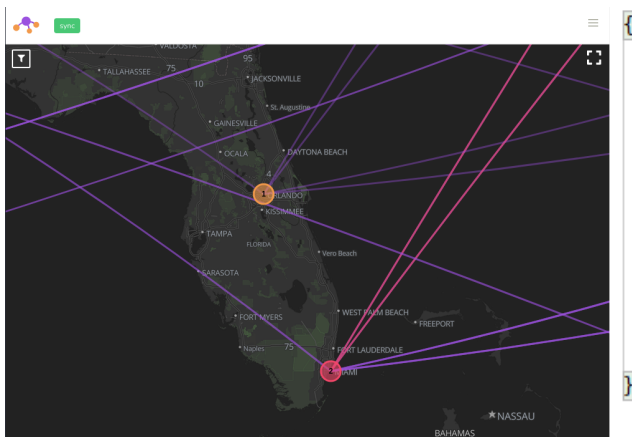 sync
{
VALDOSTA
95
75
TALLAHASSEE
JACKSONVILLE
10
St. Augustine
GAINESVILLE
OCALA
DAYTONA BEACH
4
1
ORLANDO
KISSIMMEE
TAMPA
FLORIDA
Vero Beach
SARASOTA
WEST PALM BEACH
FORT MYERS
FREEPORT
Naples
75
FORT LAUDERDALE
2
MIAMI
}
NASSAU
BAHAMAS